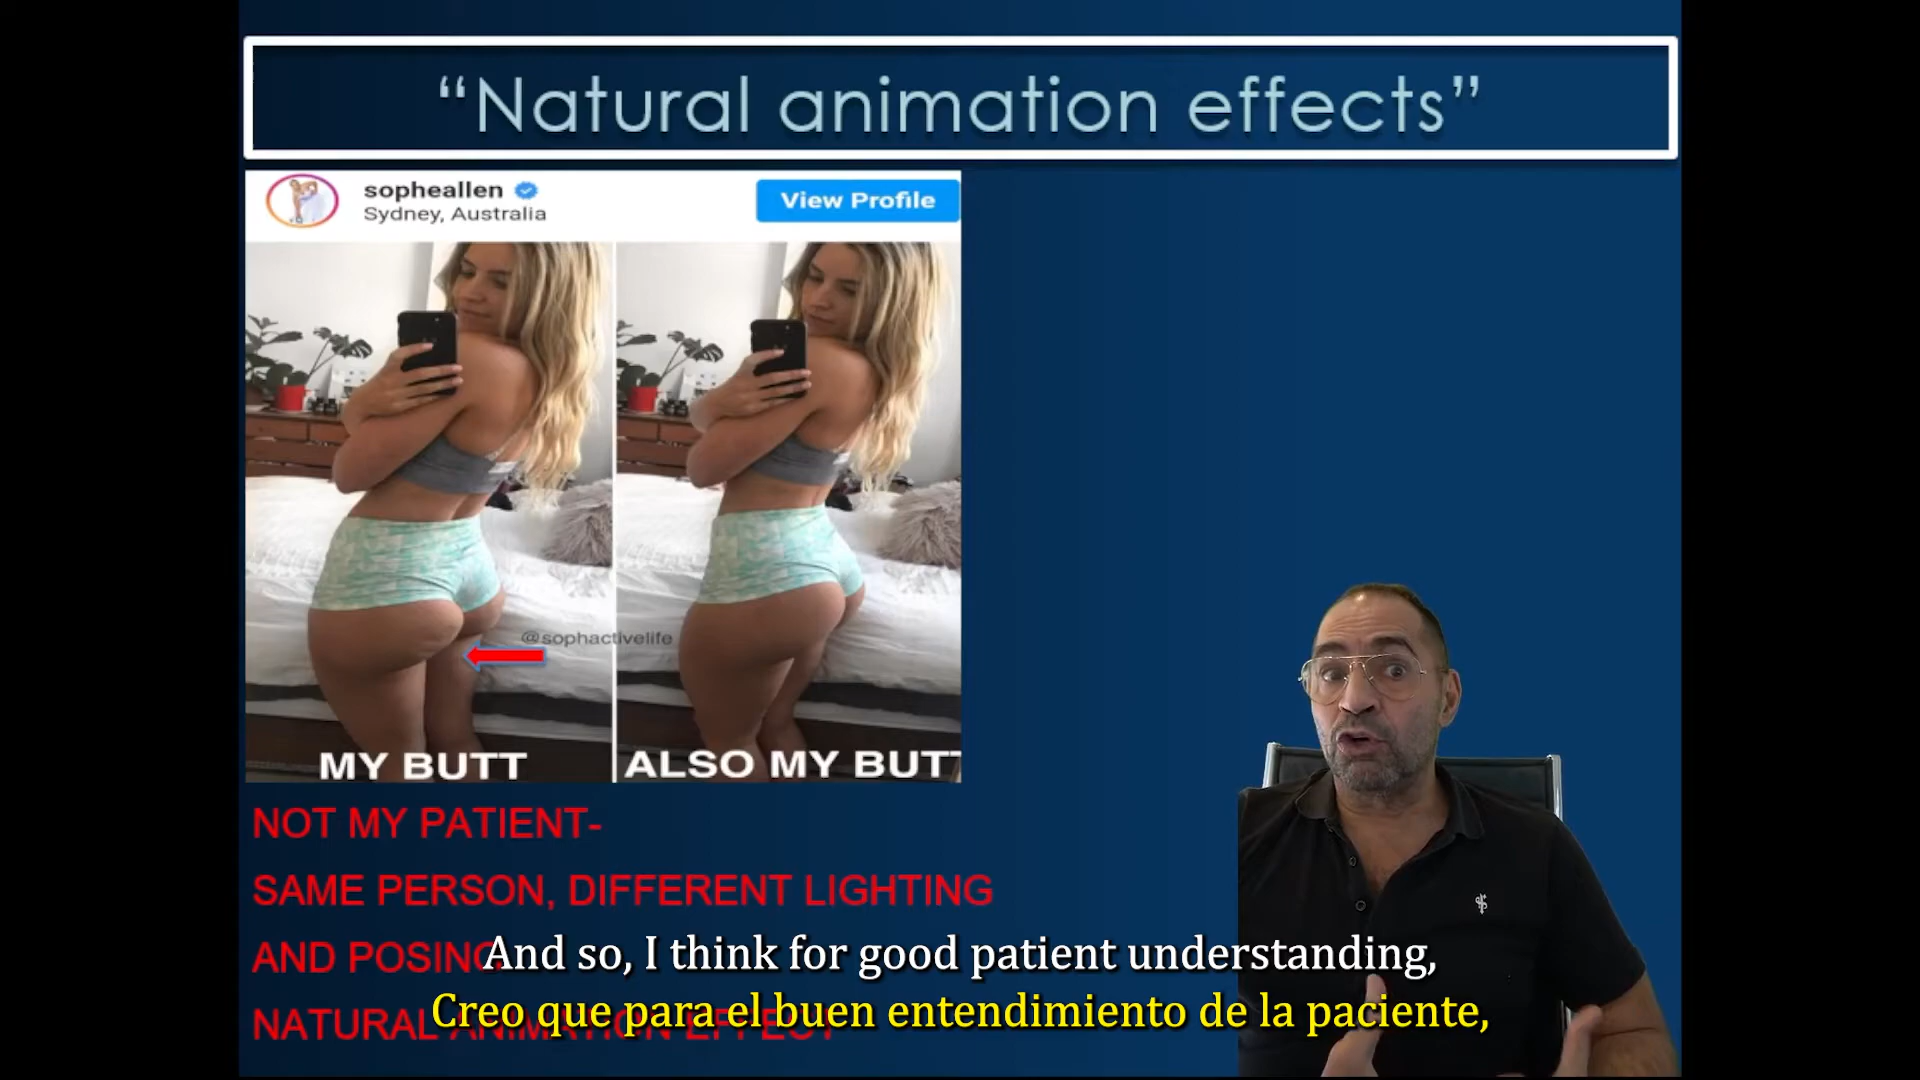 “Natural animation effects”
sopheallen
Sydney, Australia
View Profile
@sophactivelife
MY BUTT
ALSO MY BUTT
NOT MY PATIENT-
SAME PERSON, DIFFERENT LIGHTING
AND POSING
NATURAL ANIMATION EFFECT
And so, I think for good patient understanding,
Creo que para el buen entendimiento de la paciente,